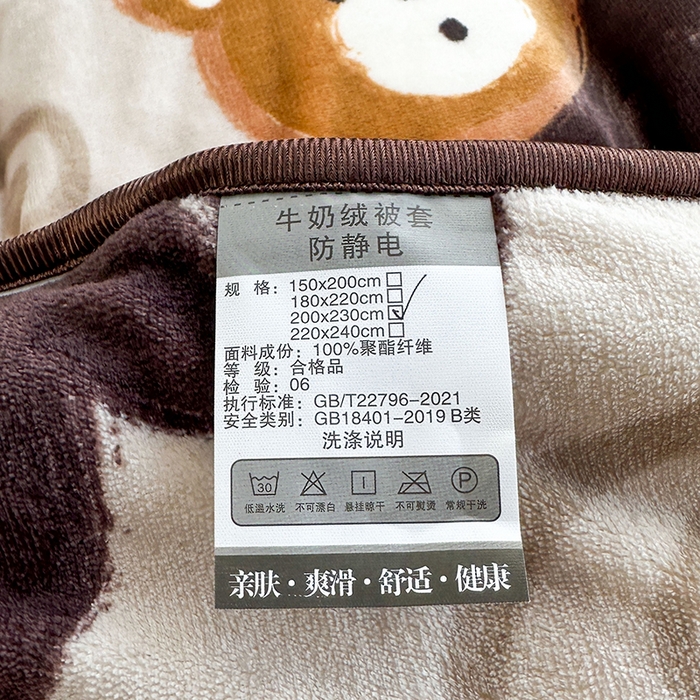 牛奶绒被套
防静电
规 格：150x200cm
180x220cm
200x230cm
220x240cm
面料成份：100%聚酯纤维
等 级：合格品
检 验：06
执行标准：GB/T22796-2021
安全类别：GB18401-2019 B类
洗涤说明
30 P
低温水洗 不可漂白 悬挂晾干 不可熨烫 常规干洗
亲肤·爽滑·舒适·健康